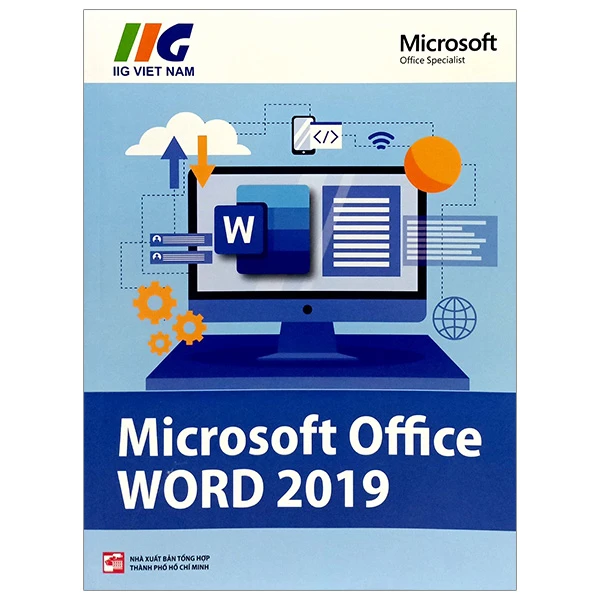 IIG
IIG VIET NAM
Microsoft
Office Specialist
</>
W
Microsoft Office
WORD 2019
NHÀ XUẤT BẢN TỔNG HỢP
THÀNH PHỐ HỒ CHÍ MINH